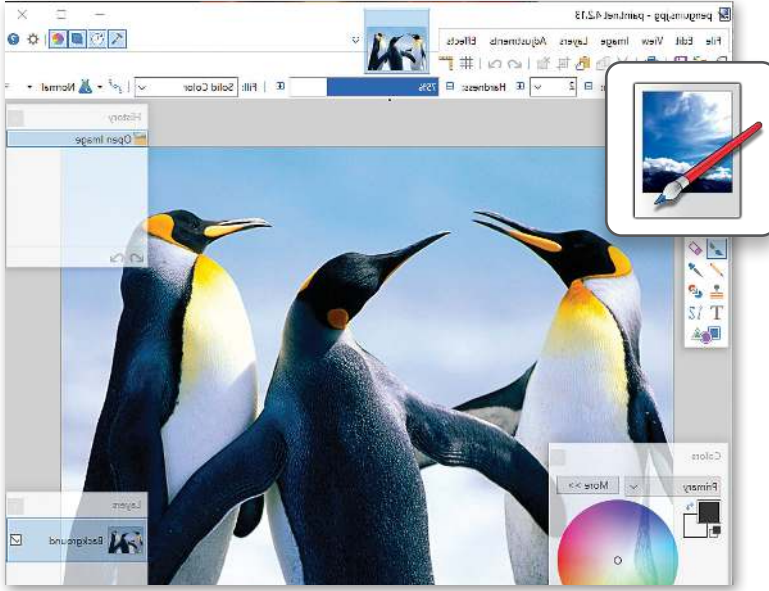 penguins.jpg - paint.net 4.2.13
File Edit View Image Layers Adjustments Effects
Hardness: 75% Fill: Solid Color Normal
2
History
Open Image
Colors
Primary More >>
Layers
Background